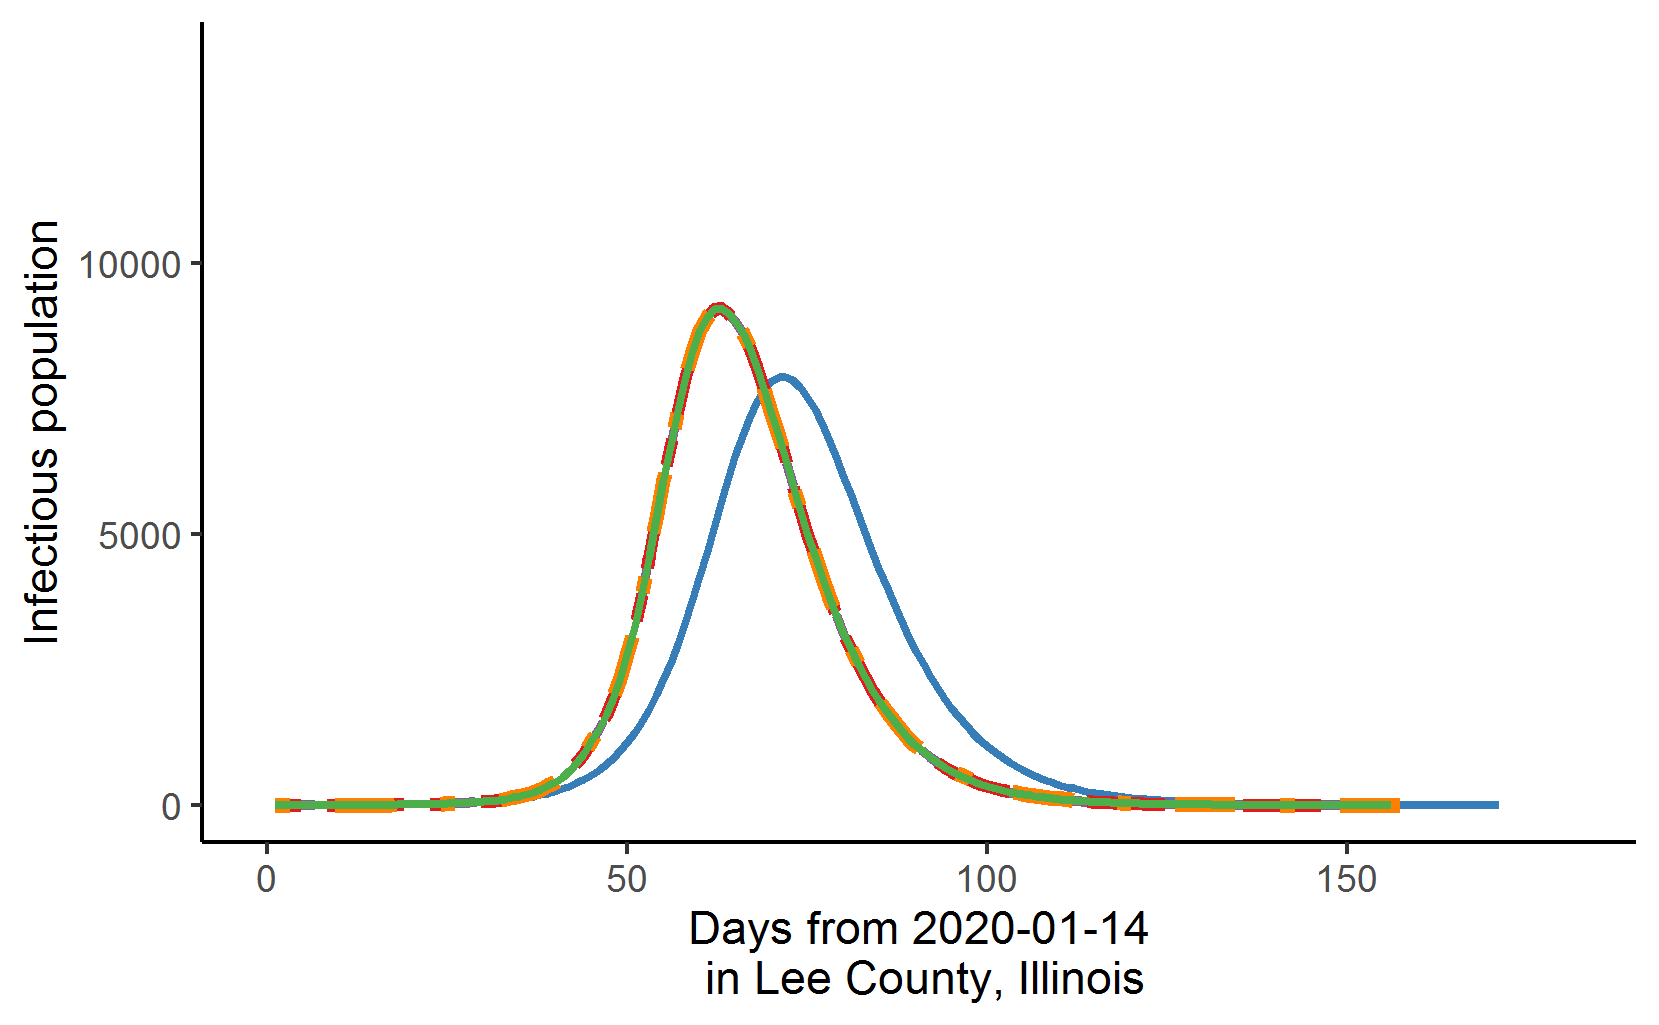 Infectious population
10000
5000
0
0 50 100 150
Days from 2020-01-14
in Lee County, Illinois